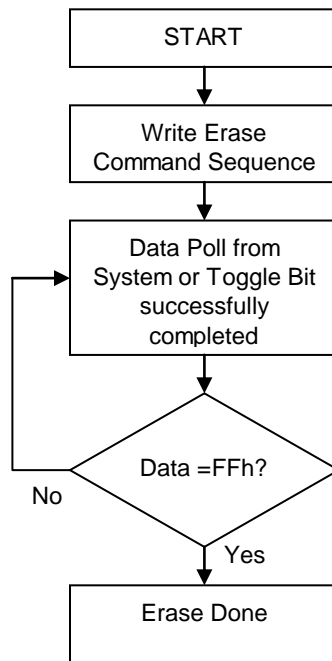 START
Write Erase
Command Sequence
Data Poll from
System or Toggle Bit
successfully
completed
Data =FFh?
No
Yes
Erase Done